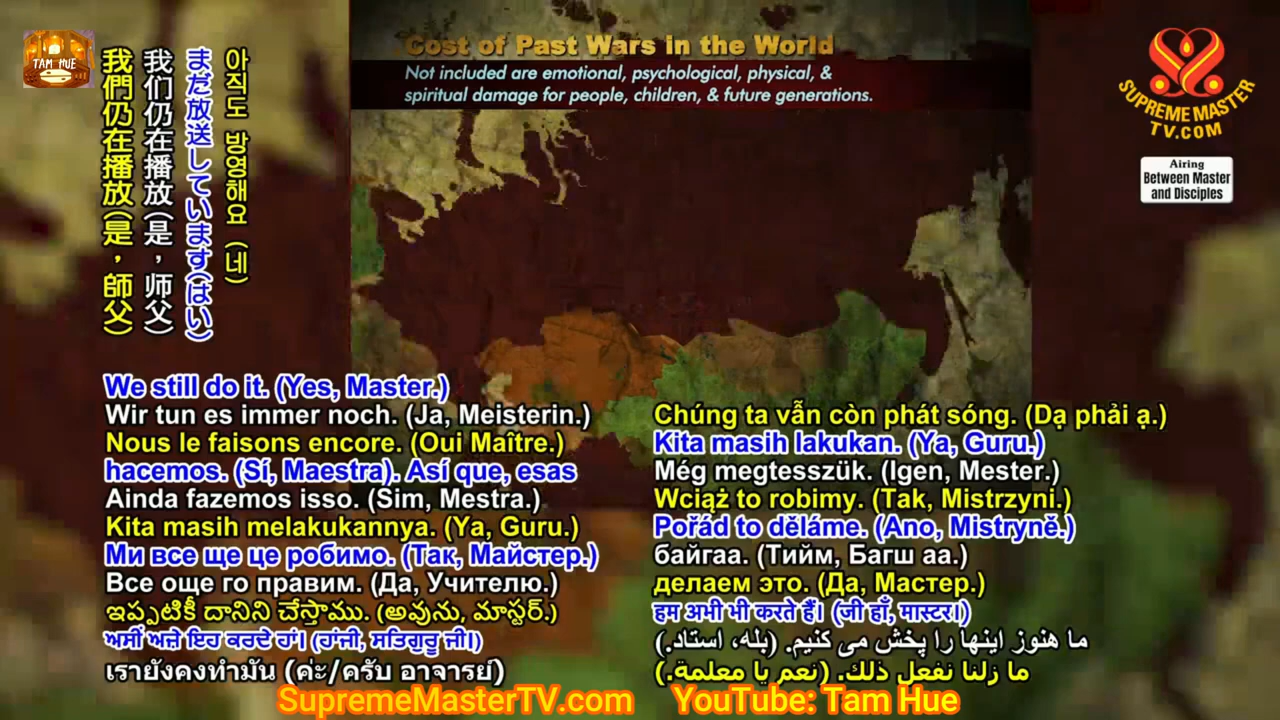 TAM HUE
我們仍在播放(是，師父)
我们仍在播放(是，师父)
まだ放送しています(はい)
아직도 방영해요 (네)
Cost of Past Wars in the World
Not included are emotional, psychological, physical, &
spiritual damage for people, children, & future generations.
SUPREME MASTER
TV.COM
Airing
Between Master
and Disciples
We still do it. (Yes, Master.)
Wir tun es immer noch. (Ja, Meisterin.)
Nous le faisons encore. (Oui Maître.)
hacemos. (Sí, Maestra). Así que, esas
Ainda fazemos isso. (Sim, Mestra.)
Kita masih melakukannya. (Ya, Guru.)
Ми все ще це робимо. (Так, Майстер.)
Все още го правим. (Да, Учителю.)
ఇప్పటికీ దానిని చేస్తాము. (అవును, మాస్టర్.)
ਅਸੀਂ ਅਜੇ ਇਹ ਕਰਦੇ ਹਾਂ। (ਹਾਂਜੀ, ਸਤਿਗੁਰੂ ਜੀ।)
เรายังคงทำมัน (ค่ะ/ครับ อาจารย์)
Chúng ta vẫn còn phát sóng. (Dạ phải ạ.)
Kita masih lakukan. (Ya, Guru.)
Még megtesszük. (Igen, Mester.)
Wciąż to robimy. (Tak, Mistrzyni.)
Pořád to děláme. (Ano, Mistryně.)
байгаа. (Тийм, Багш аа.)
делаем это. (Да, Мастер.)
हम अभी भी करते हैं। (जी हाँ, मास्टर।)
ما هنوز اینها را پخش می کنیم. (بله، استاد.)
ما زلنا نفعل ذلك. (نعم يا معلمة.)
SupremeMasterTV.com YouTube: Tam Hue